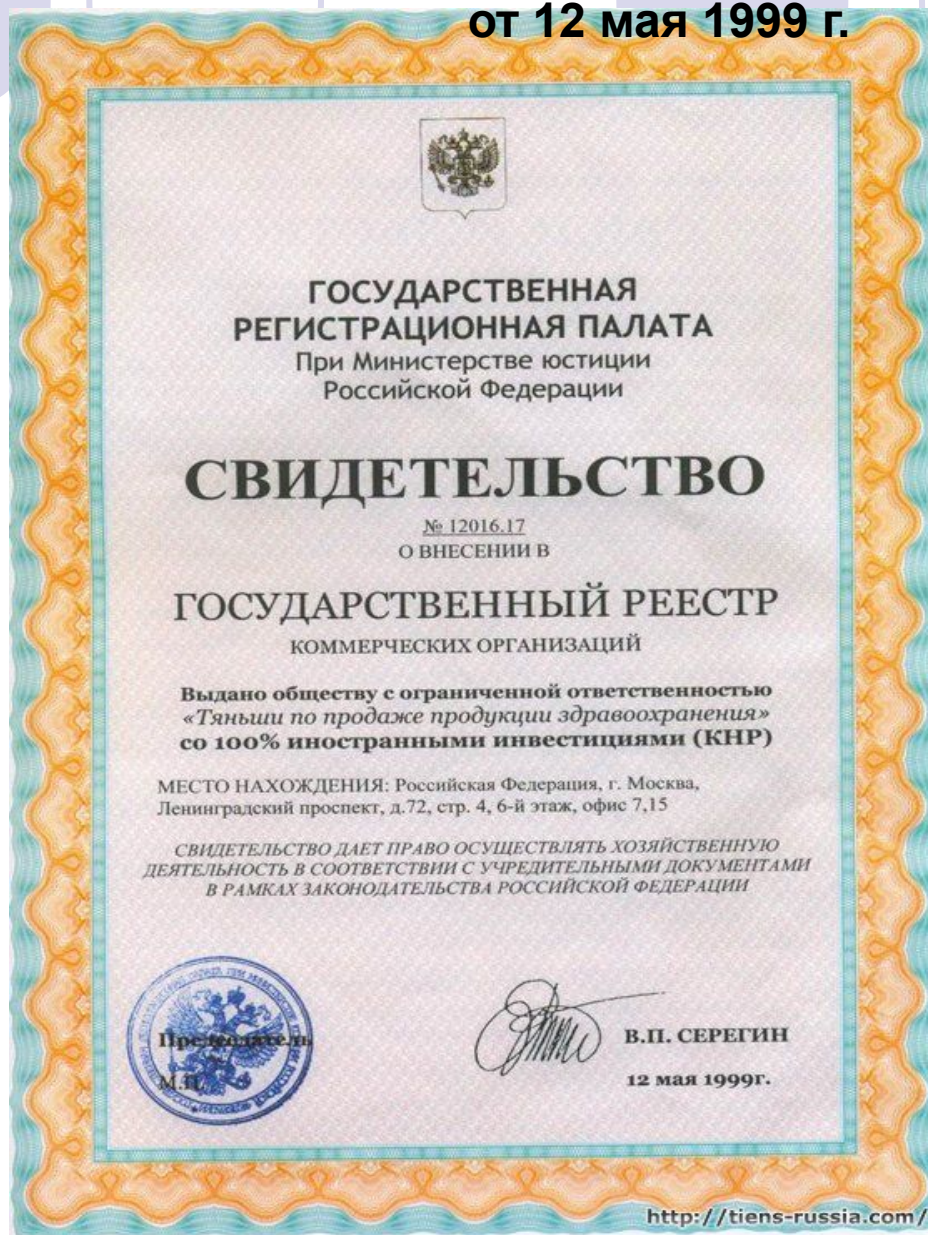 от 12 мая 1999 г.
ГОСУДАРСТВЕННАЯ
РЕГИСТРАЦИОННАЯ ПАЛАТА
При Министерстве юстиции
Российской Федерации
СВИДЕТЕЛЬСТВО
№ 12016.17
О ВНЕСЕНИИ В
ГОСУДАРСТВЕННЫЙ РЕЕСТР
КОММЕРЧЕСКИХ ОРГАНИЗАЦИЙ
Выдано обществу с ограниченной ответственностью
«Тяньши по продаже продукции здравоохранения»
со 100% иностранными инвестициями (КНР)
МЕСТО НАХОЖДЕНИЯ: Российская Федерация, г. Москва,
Ленинградский проспект, д.72, стр. 4, 6-й этаж, офис 7,15
СВИДЕТЕЛЬСТВО ДАЕТ ПРАВО ОСУЩЕСТВЛЯТЬ ХОЗЯЙСТВЕННУЮ
ДЕЯТЕЛЬНОСТЬ В СООТВЕТСТВИИ С УЧРЕДИТЕЛЬНЫМИ ДОКУМЕНТАМИ
В РАМКАХ ЗАКОНОДАТЕЛЬСТВА РОССИЙСКОЙ ФЕДЕРАЦИИ
Председатель
М.П.
В.П. СЕРЕГИН
12 мая 1999г.
http://tiens-russia.com/